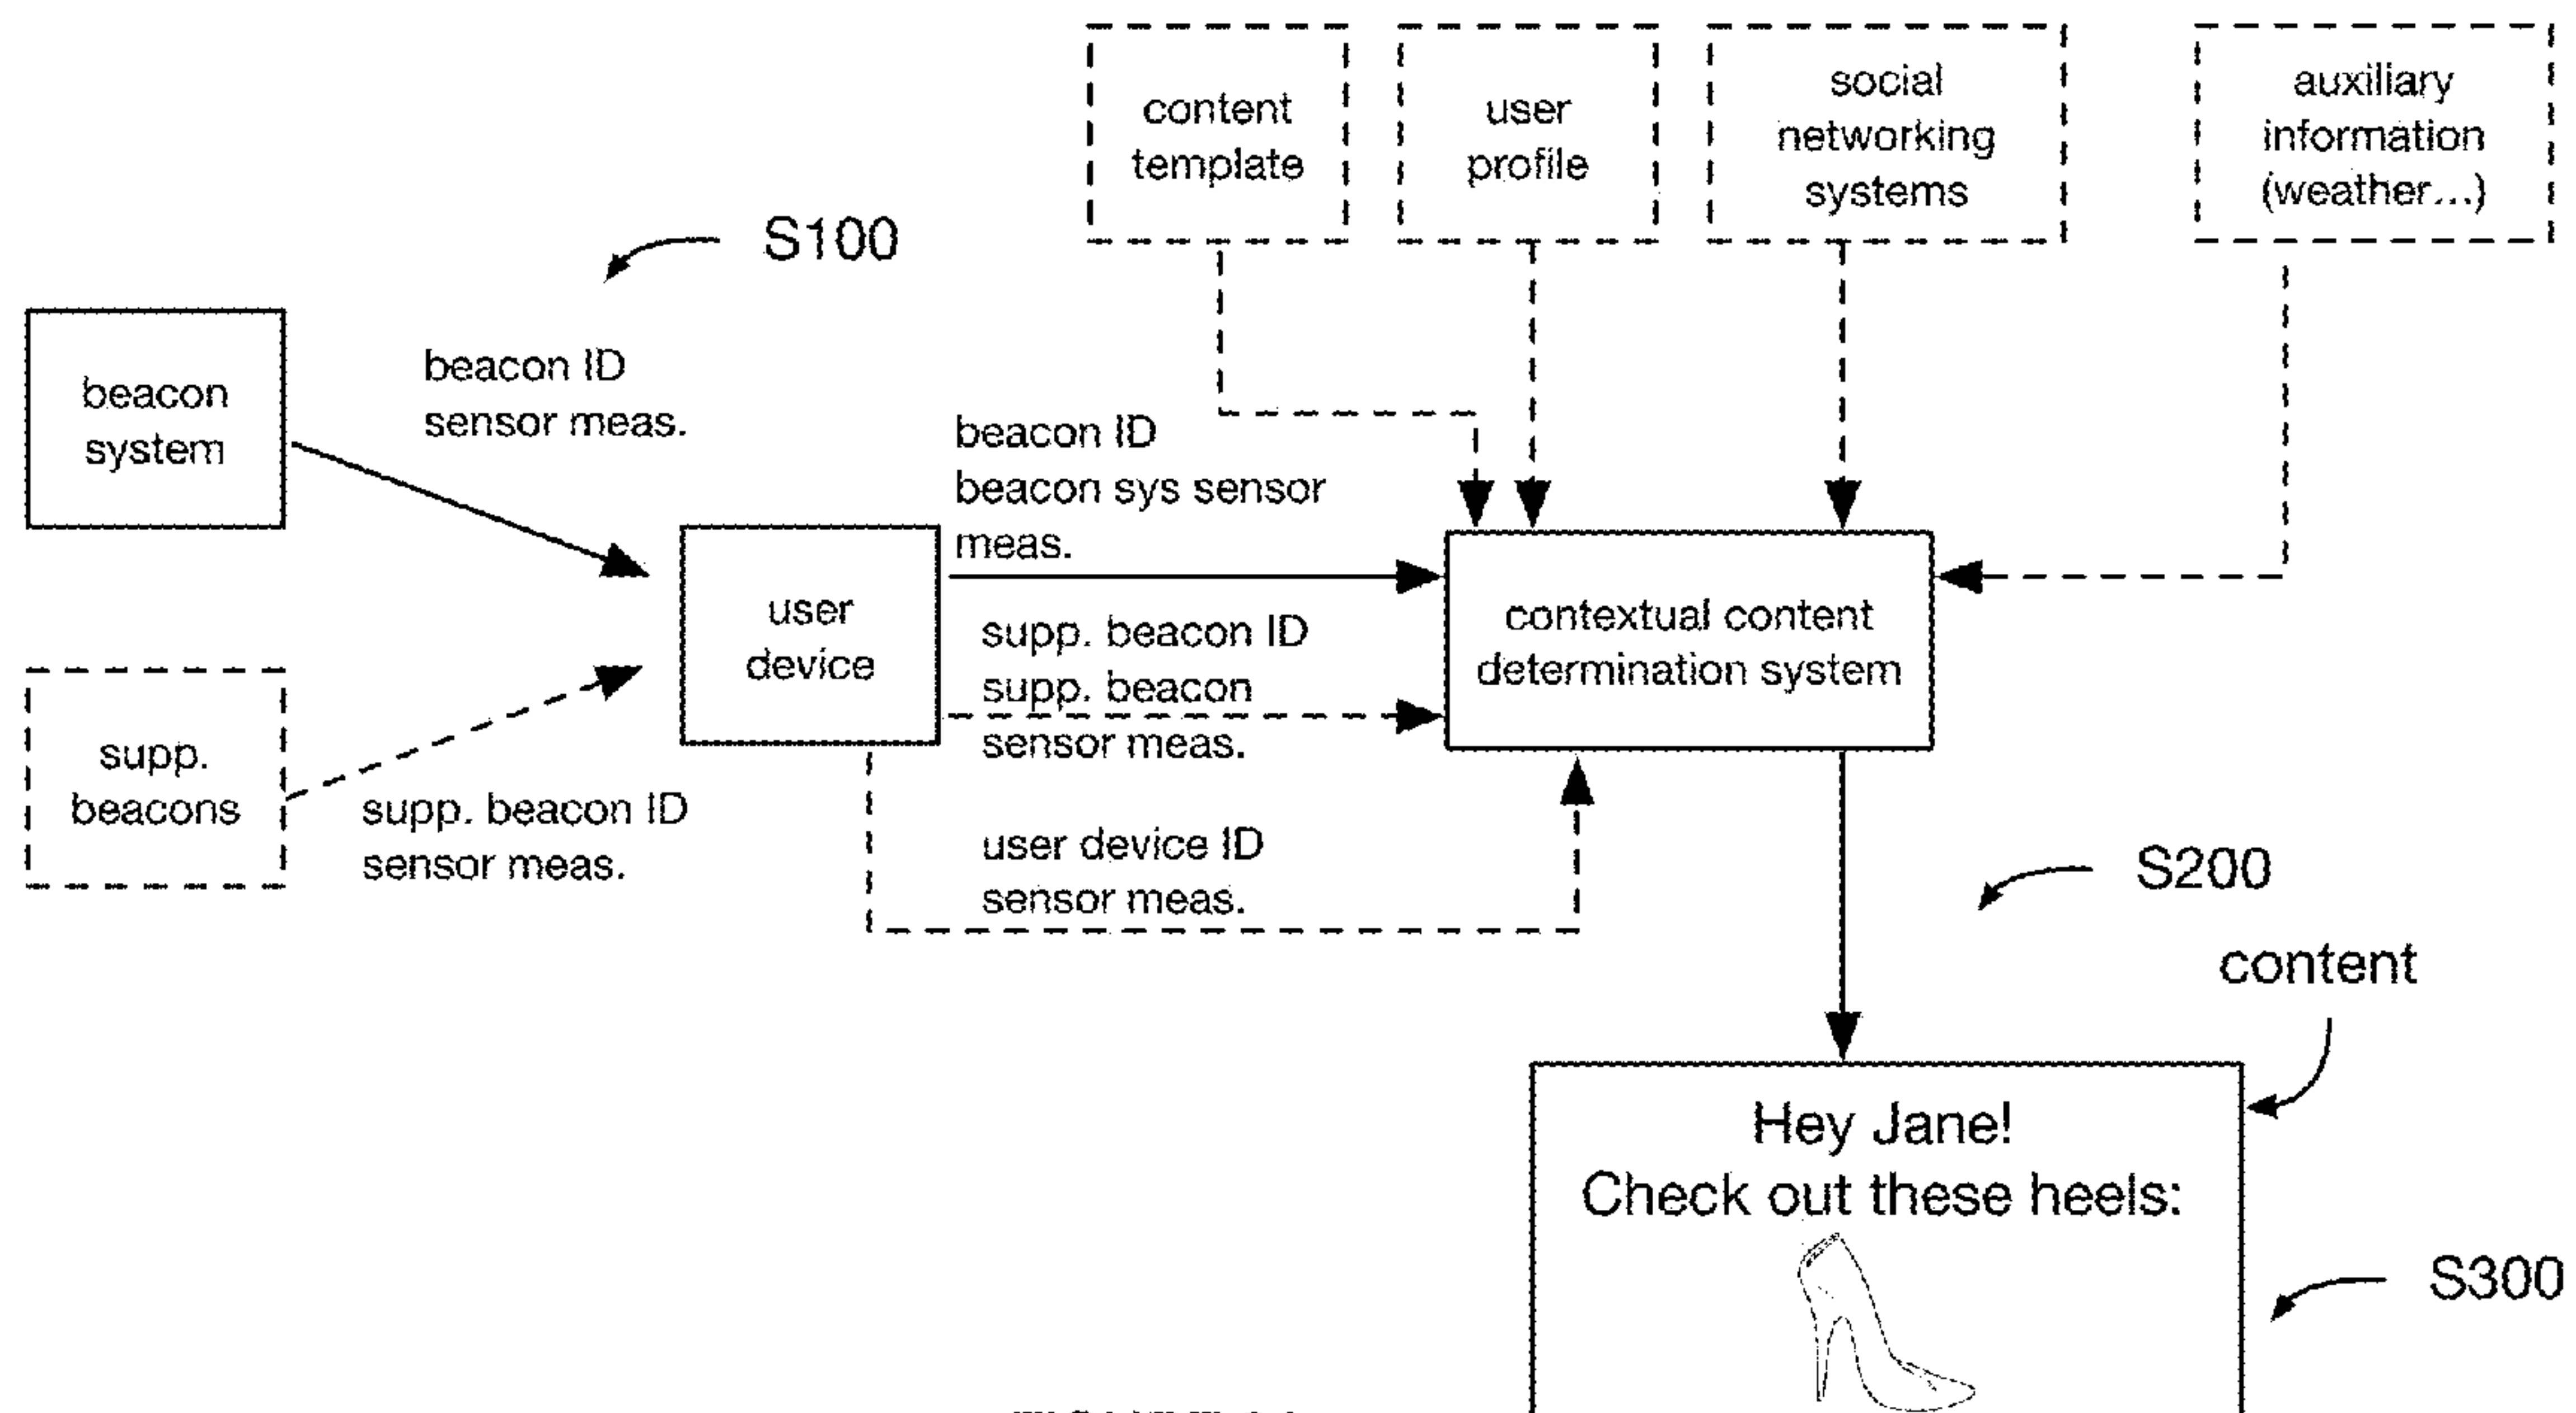 content
template
user
profile
social
networking
systems
auxiliary
information
(weather...)
S100
beacon
system
beacon ID
sensor meas.
beacon ID
beacon sys sensor
meas.
user
device
supp. beacon ID
supp. beacon
sensor meas.
contextual content
determination system
supp.
beacons
supp. beacon ID
sensor meas.
user device ID
sensor meas.
S200
content
Hey Jane!
Check out these heels:
S300